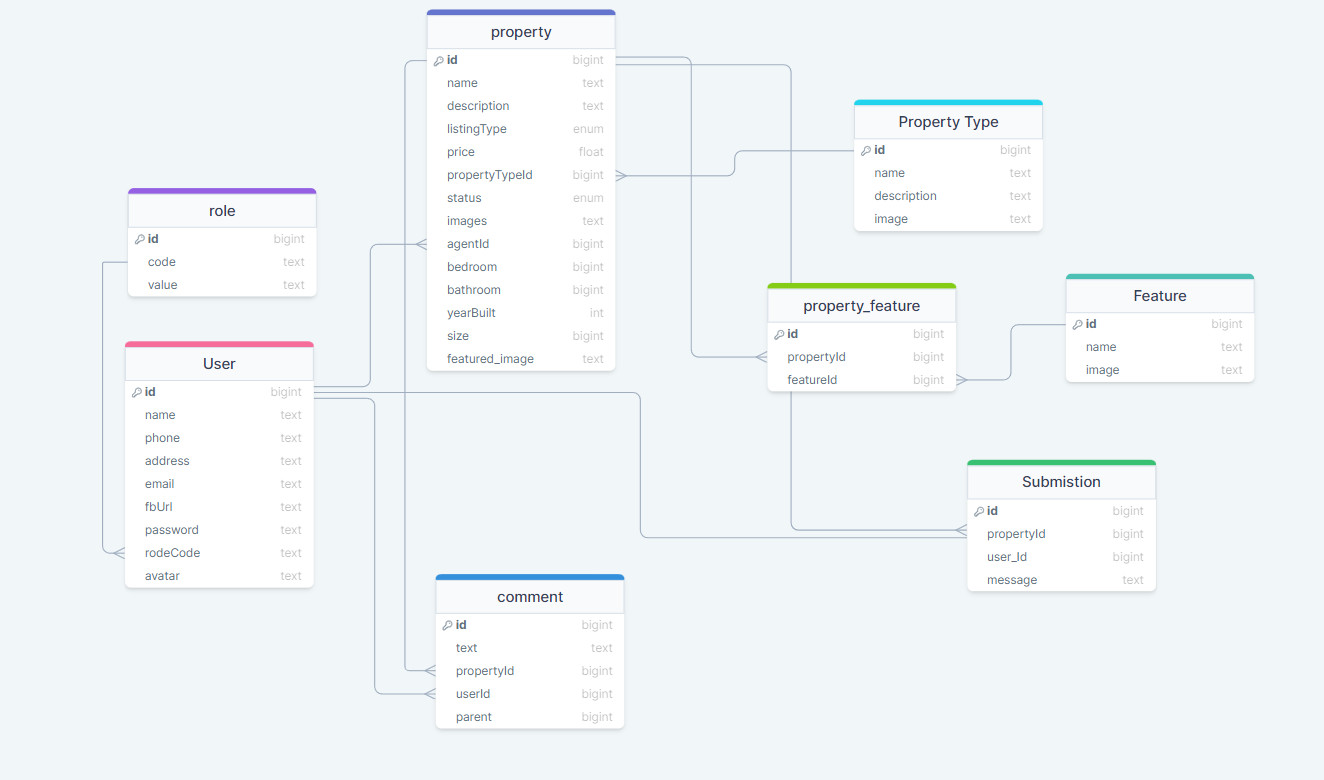 property
id bigint
name text
description text
listingType enum
price float
propertyTypeId bigint
status enum
images text
agentId bigint
bedroom bigint
bathroom bigint
yearBuilt int
size bigint
featured_image text
Property Type
id bigint
name text
description text
image text
role
id bigint
code text
value text
property_feature
id bigint
propertyId bigint
featureId bigint
Feature
id bigint
name text
image text
User
id bigint
name text
phone text
address text
email text
fbUrl text
password text
rodeCode text
avatar text
Submistion
id bigint
propertyId bigint
user_Id bigint
message text
comment
id bigint
text text
propertyId bigint
userId bigint
parent bigint